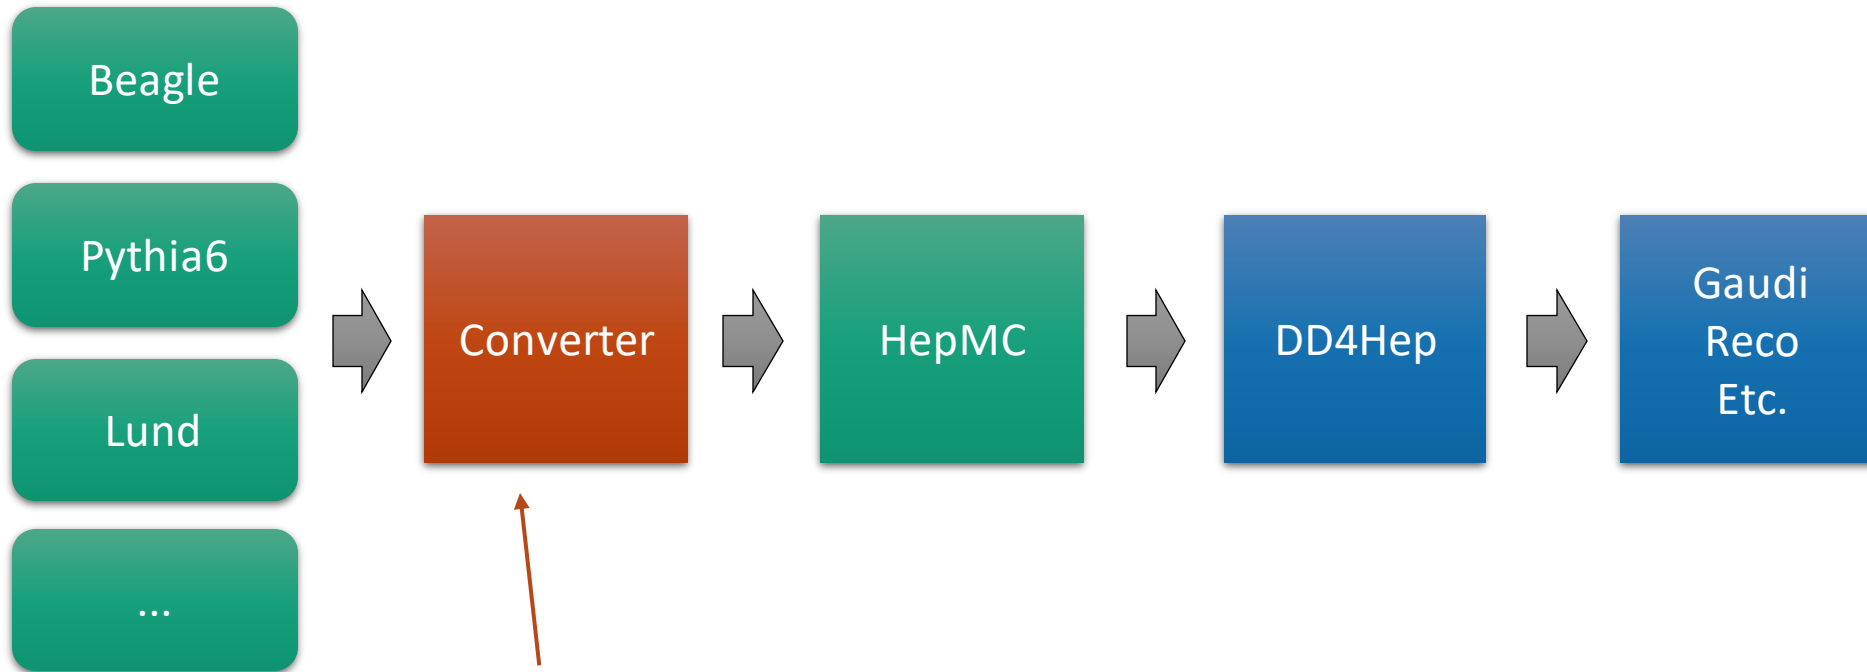 Beagle
Pythia6
Lund
...
Converter
HepMC
DD4Hep
Gaudi
Reco
Etc.